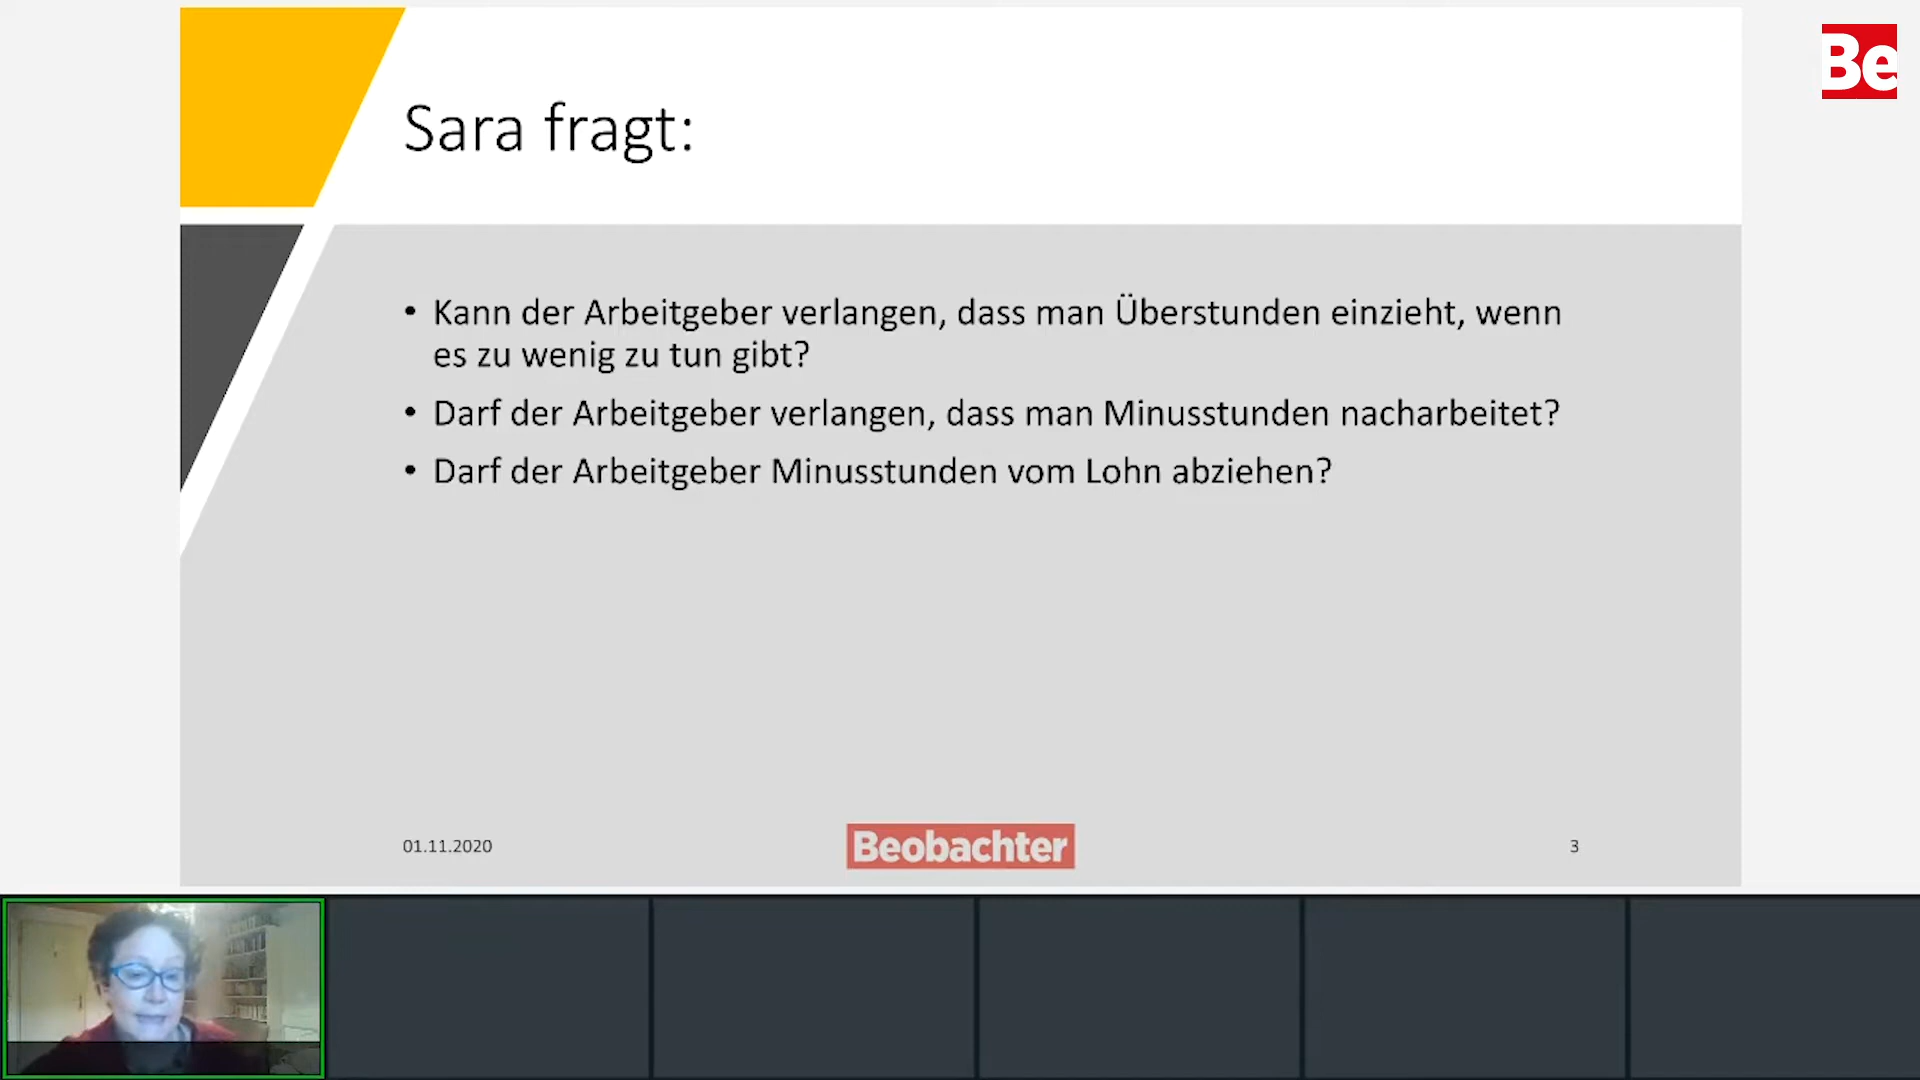 Be
Sara fragt:
• Kann der Arbeitgeber verlangen, dass man Überstunden einzieht, wenn
es zu wenig zu tun gibt?
• Darf der Arbeitgeber verlangen, dass man Minusstunden nacharbeitet?
• Darf der Arbeitgeber Minusstunden vom Lohn abziehen?
01.11.2020
Beobachter
3